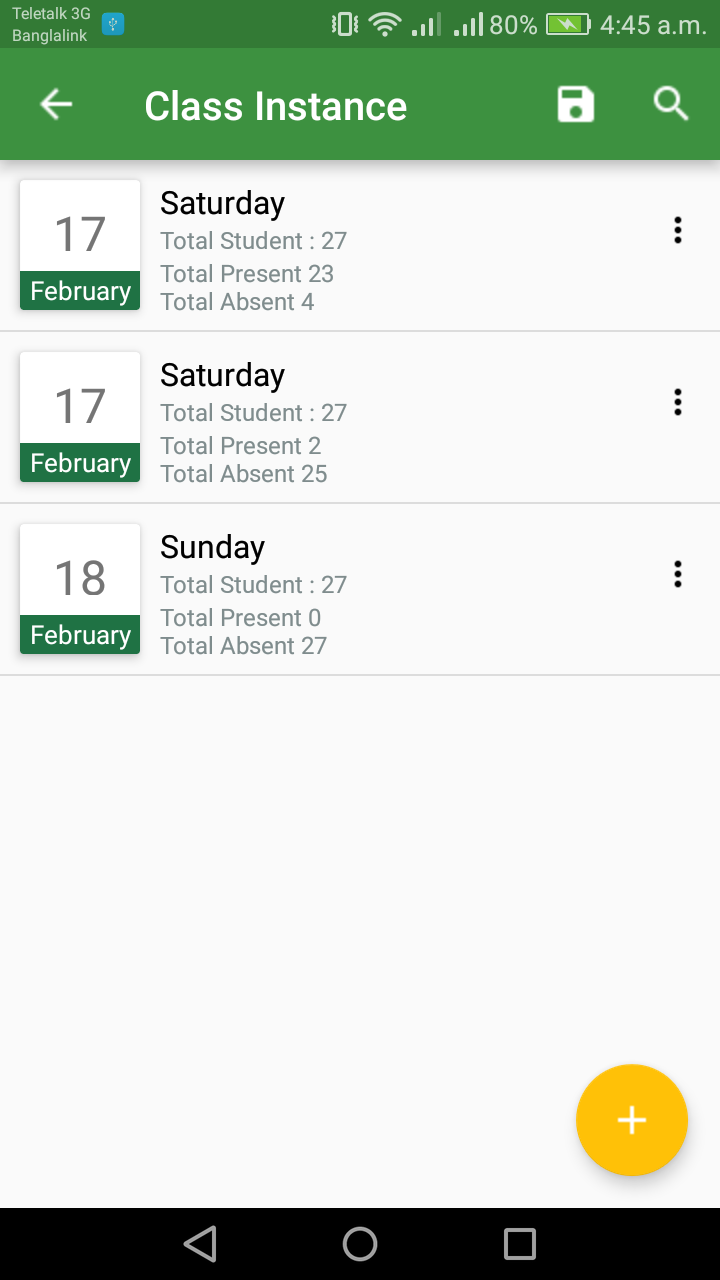 Teletalk 3G
Banglalink
80% 4:45 a.m.
Class Instance
17
February
Saturday
Total Student : 27
Total Present 23
Total Absent 4
17
February
Saturday
Total Student : 27
Total Present 2
Total Absent 25
18
February
Sunday
Total Student : 27
Total Present 0
Total Absent 27